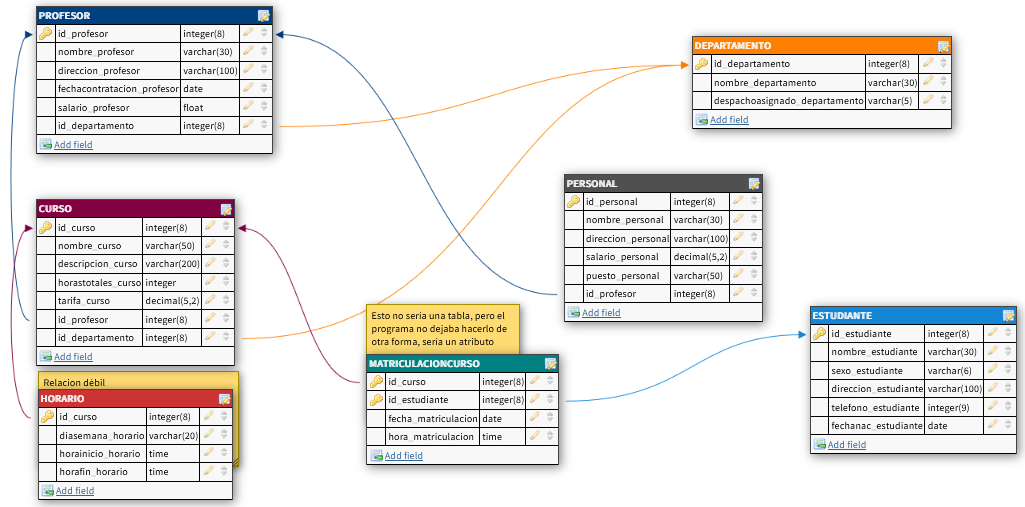 PROFESOR
id_profesor integer(8)
nombre_profesor varchar(30)
direccion_profesor varchar(100)
fechacontratacion_profesor date
salario_profesor float
id_departamento integer(8)
Add field
DEPARTAMENTO
id_departamento integer(8)
nombre_departamento varchar(30)
despachoasignado_departamento varchar(5)
Add field
PERSONAL
id_personal integer(8)
nombre_personal varchar(30)
direccion_personal varchar(100)
salario_personal decimal(5,2)
puesto_personal varchar(50)
id_profesor integer(8)
Add field
CURSO
id_curso integer(8)
nombre_curso varchar(50)
descripcion_curso varchar(200)
horastotales_curso integer
tarifa_curso decimal(5,2)
id_profesor integer(8)
id_departamento integer(8)
Add field
Esto no seria una tabla, pero el
programa no dejaba hacerlo de
otra forma, seria un atributo
MATRICULACIONCURSO
id_curso integer(8)
id_estudiante integer(8)
fecha_matriculacion date
hora_matriculacion time
Add field
ESTUDIANTE
id_estudiante integer(8)
nombre_estudiante varchar(30)
sexo_estudiante varchar(6)
direccion_estudiante varchar(100)
telefono_estudiante integer(9)
fechanac_estudiante date
Add field
Relacion débil
HORARIO
id_curso integer(8)
diasemana_horario varchar(20)
horainicio_horario time
horafin_horario time
Add field